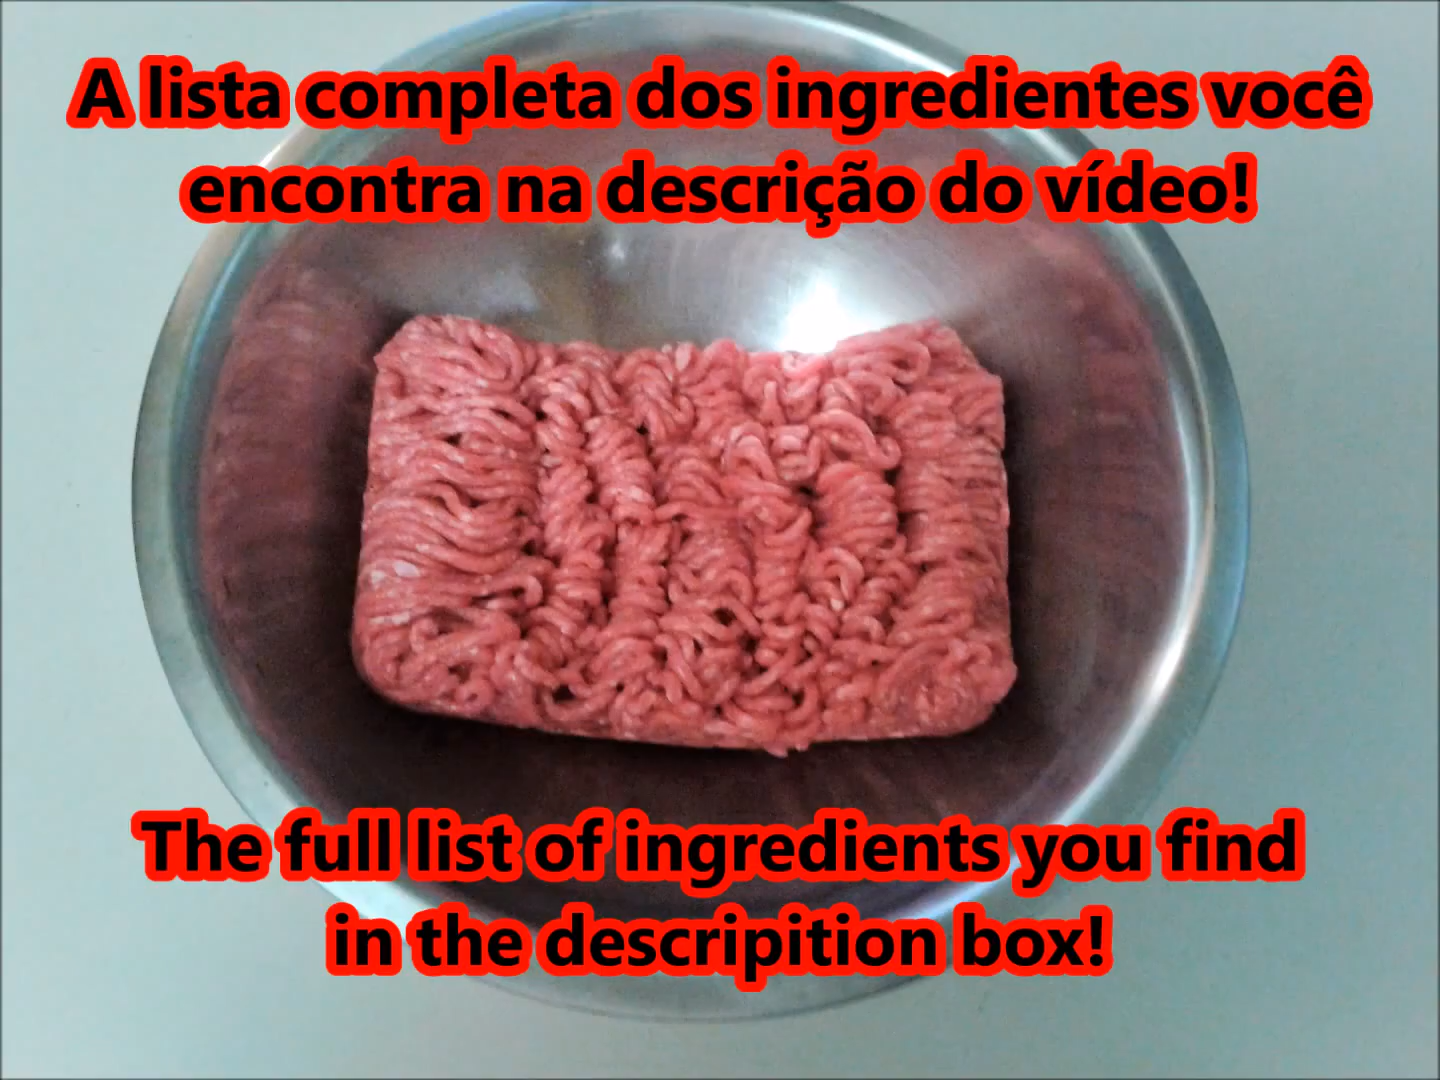 A lista completa dos ingredientes você
encontra na descrição do vídeo!
The full list of ingredients you find
in the descripition box!